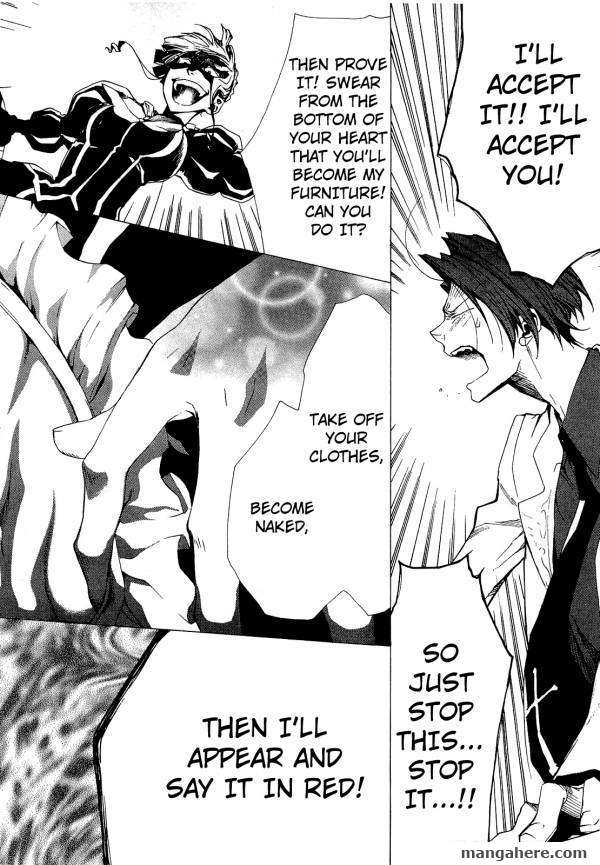 I'LL
ACCEPT
IT!! I'LL
ACCEPT
YOU!
SO
JUST
STOP
THIS...
STOP
IT...!!
THEN PROVE
IT! SWEAR
FROM THE
BOTTOM OF
YOUR HEART
THAT YOU'LL
BECOME MY
FURNITURE!
CAN YOU
DO IT?
TAKE OFF
YOUR
CLOTHES,
BECOME
NAKED,
THEN I'LL
APPEAR AND
SAY IT IN RED!
mangahere.com